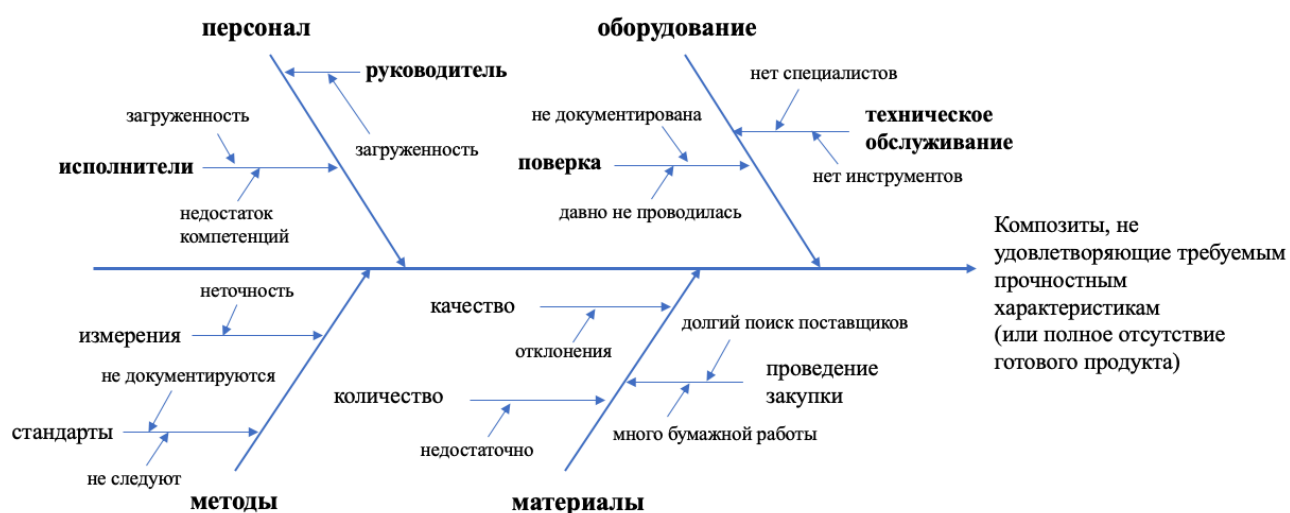 персонал
оборудование
руководитель
нет специалистов
загруженность
не документирована
техническое
обслуживание
загруженность
исполнители
поверка
нет инструментов
недостаток
компетенций
давно не проводилась
Композиты, не
удовлетворяющие требуемым
прочностным
характеристикам
(или полное отсутствие
готового продукта)
неточность
качество
долгий поиск поставщиков
измерения
отклонения
не документируются
проведение
закупки
количество
стандарты
много бумажной работы
недостаточно
не следуют
методы
материалы